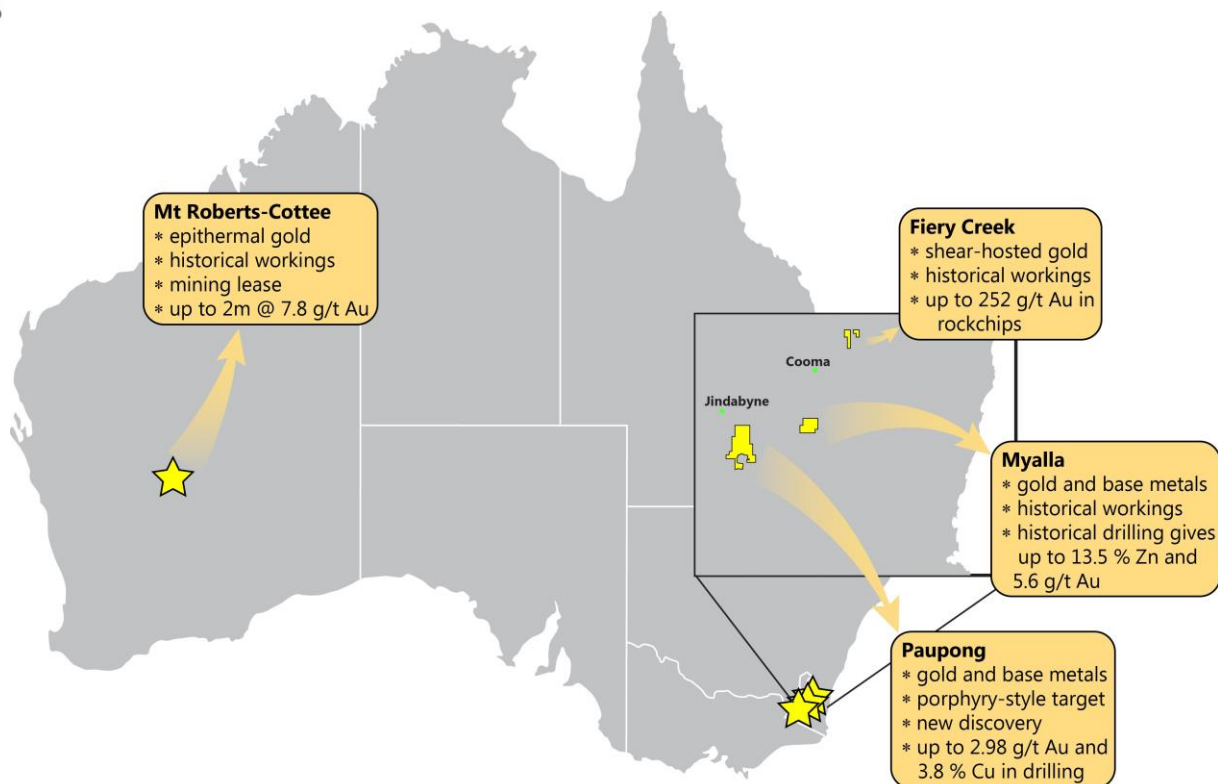 Mt Roberts-Cottee
* epithermal gold
* historical workings
* mining lease
* up to 2m @ 7.8 g/t Au
Fiery Creek
* shear-hosted gold
* historical workings
* up to 252 g/t Au in
rockchips
Cooma
Jindabyne
Myalla
* gold and base metals
* historical workings
* historical drilling gives
up to 13.5 % Zn and
5.6 g/t Au
Paupong
* gold and base metals
* porphyry-style target
* new discovery
* up to 2.98 g/t Au and
3.8 % Cu in drilling